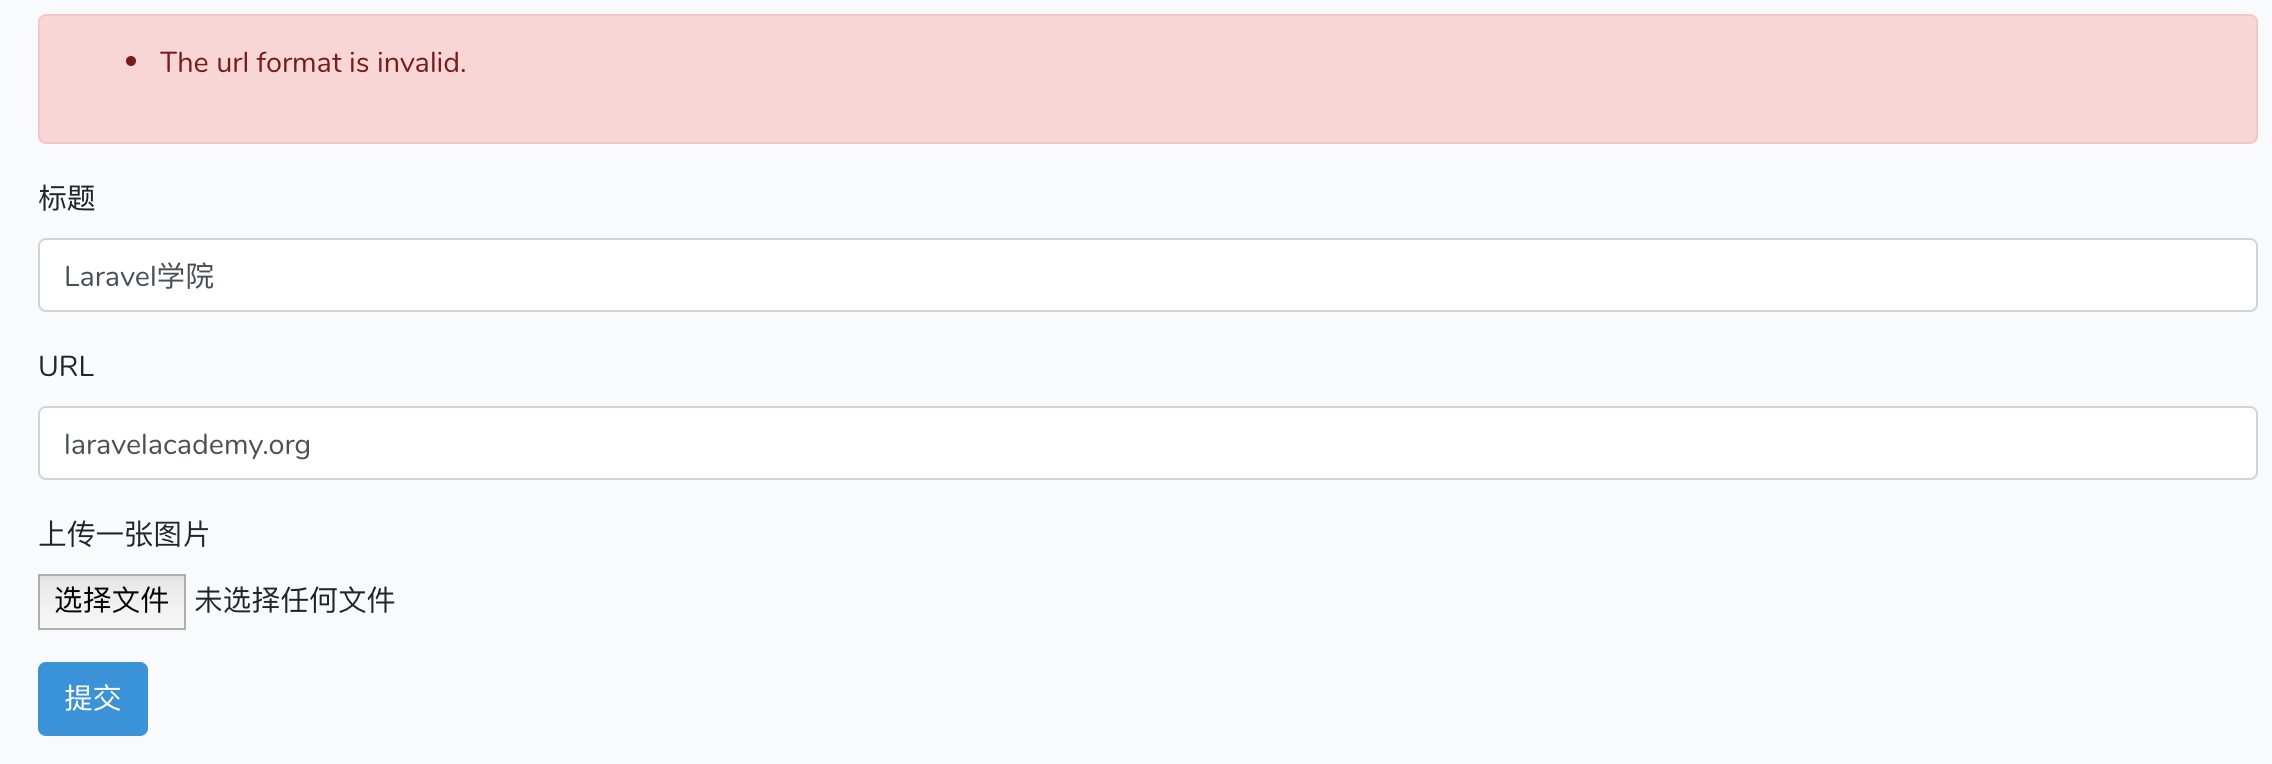 The url format is invalid.
标题
Laravel学院
URL
laravelacademy.org
上传一张图片
选择文件 未选择任何文件
提交